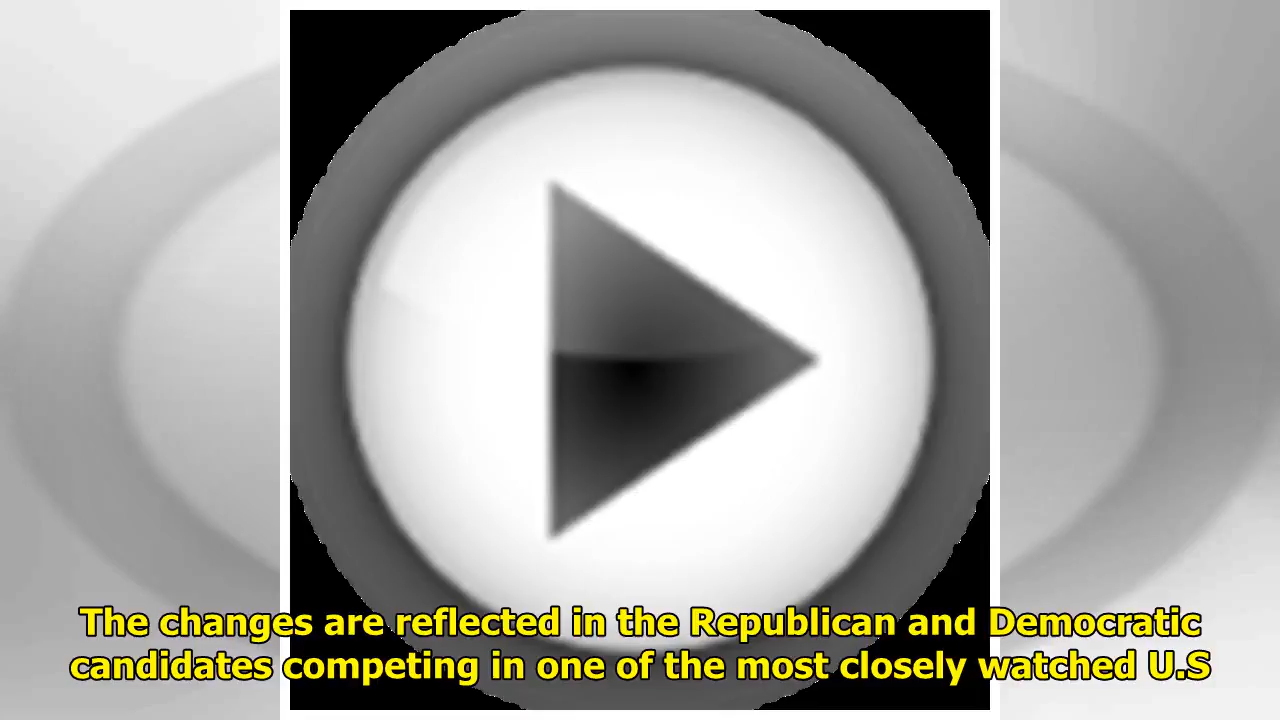 The changes are reflected in the Republican and Democratic
candidates competing in one of the most closely watched U.S